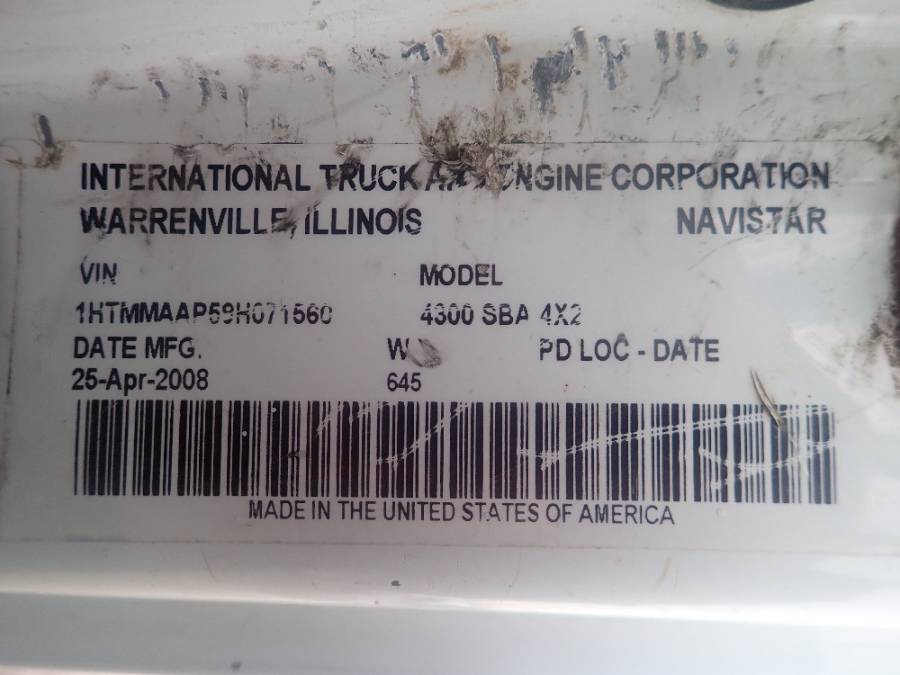 INTERNATIONAL TRUCK AND ENGINE CORPORATION
WARRENVILLE, ILLINOIS NAVISTAR
VIN MODEL
1HTMMAAP59H071560 4300 SBA 4X2
DATE MFG. PD LOC - DATE
25-Apr-2008 645
MADE IN THE UNITED STATES OF AMERICA